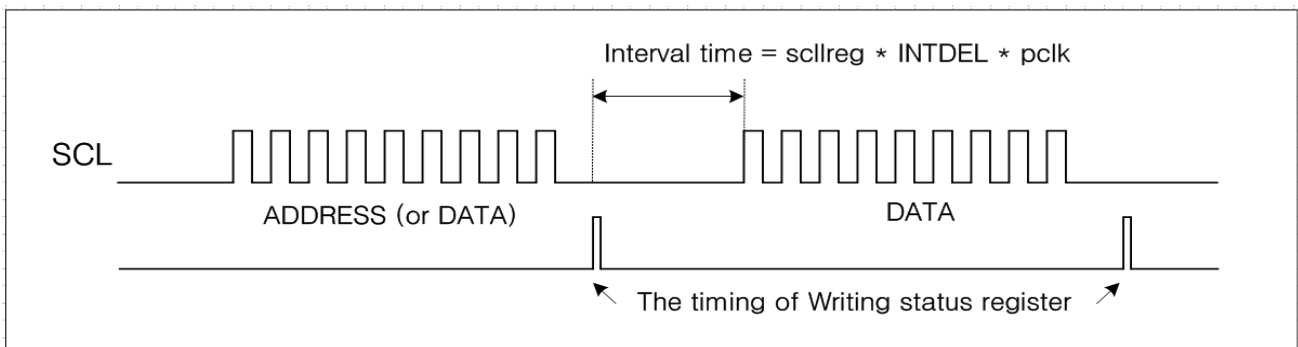 Interval time = scllreg * INTDEL * pclk
SCL
ADDRESS (or DATA)
DATA
The timing of Writing status register